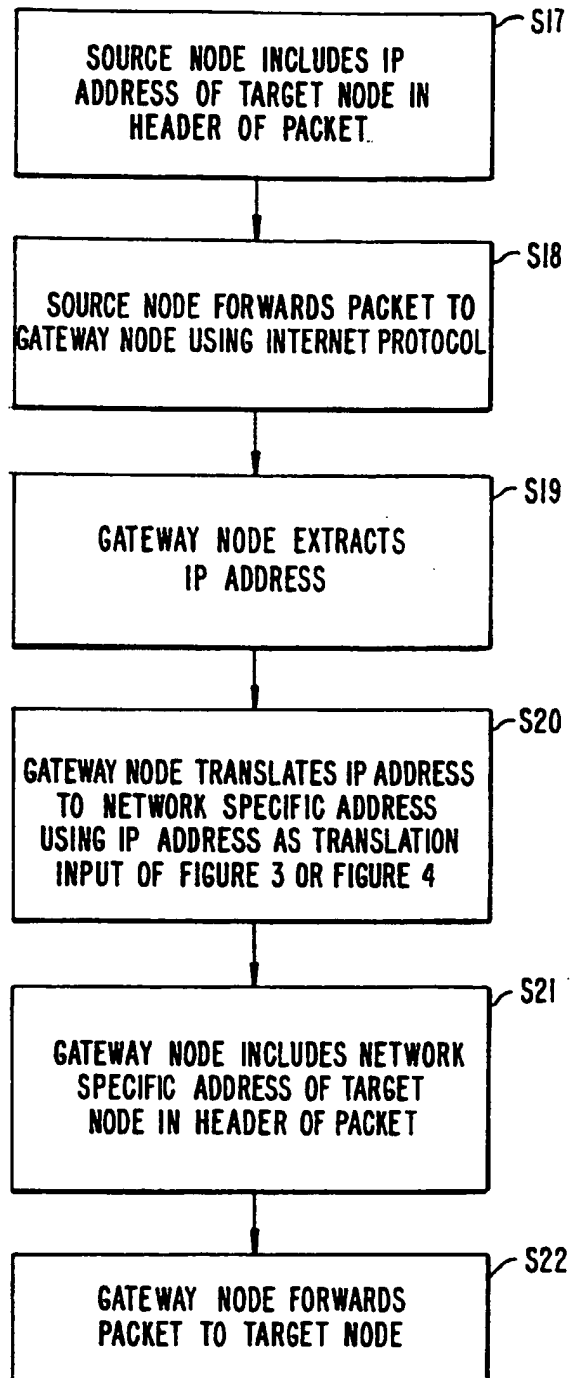 S17
SOURCE NODE INCLUDES IP
ADDRESS OF TARGET NODE IN
HEADER OF PACKET.
S18
SOURCE NODE FORWARDS PACKET TO
GATEWAY NODE USING INTERNET PROTOCOL
S19
GATEWAY NODE EXTRACTS
IP ADDRESS
S20
GATEWAY NODE TRANSLATES IP ADDRESS
TO NETWORK SPECIFIC ADDRESS
USING IP ADDRESS AS TRANSLATION
INPUT OF FIGURE 3 OR FIGURE 4
S21
GATEWAY NODE INCLUDES NETWORK
SPECIFIC ADDRESS OF TARGET
NODE IN HEADER OF PACKET
S22
GATEWAY NODE FORWARDS
PACKET TO TARGET NODE